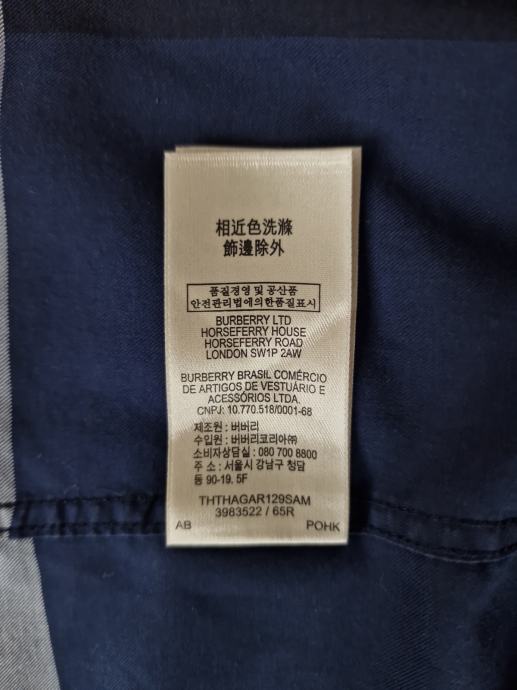 相近色洗滌
飾邊除外
품질경영 및 공산품
안전관리법에의한품질표시
BURBERRY LTD
HORSEFERRY HOUSE
HORSEFERRY ROAD
LONDON SW1P 2AW
BURBERRY BRASIL COMÉRCIO
DE ARTIGOS DE VESTUÁRIO E
ACESSÓRIOS LTDA.
CNPJ: 10.770.518/0001-68
제조원 : 버버리
수입원 : 버버리코리아㈜
소비자상담실 : 080 700 8800
주 소 : 서울시 강남구 청담
동 90-19. 5F
THTHAGAR129SAM
3983522 / 65R
AB POHK